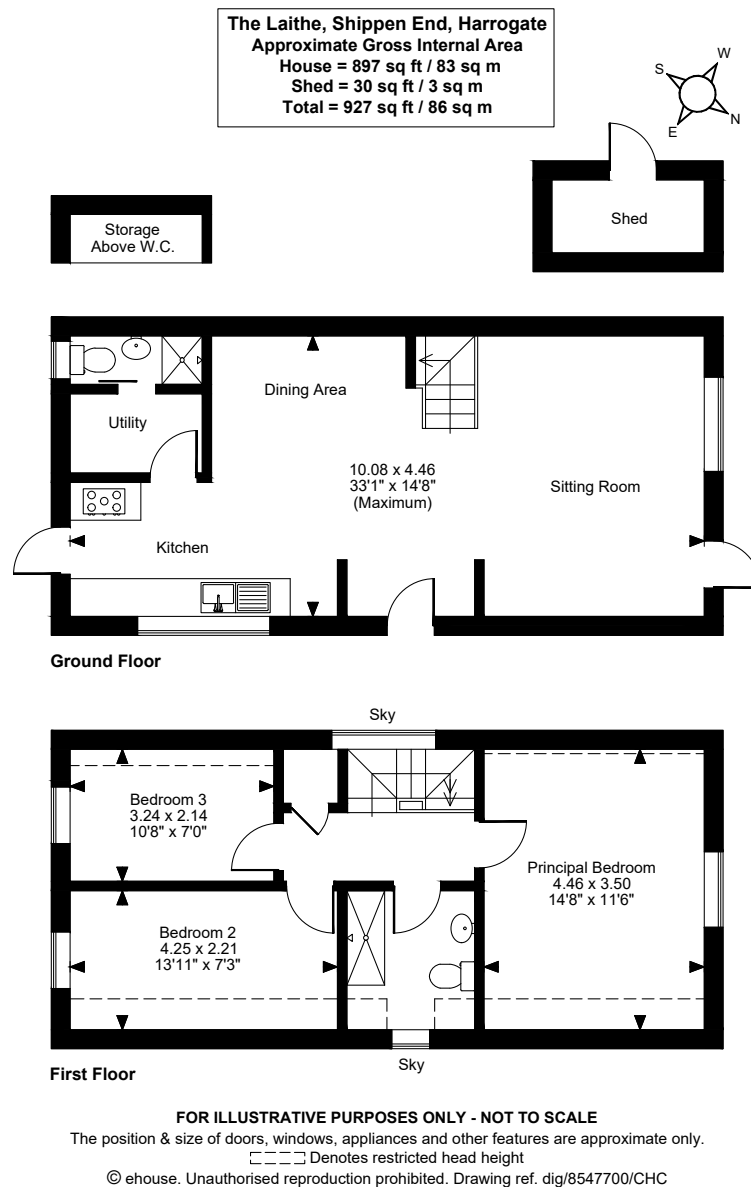 The Laithe, Shippen End, Harrogate
Approximate Gross Internal Area
House = 897 sq ft / 83 sq m
Shed = 30 sq ft / 3 sq m
Total = 927 sq ft / 86 sq m
W
S
N
E
Shed
Storage
Above W.C.
Dining Area
Utility
10.08 x 4.46
33'1" x 14'8"
(Maximum)
Sitting Room
Kitchen
Ground Floor
Sky
Bedroom 3
3.24 x 2.14
10'8" x 7'0"
Principal Bedroom
4.46 x 3.50
14'8" x 11'6"
Bedroom 2
4.25 x 2.21
13'11" x 7'3"
Sky
First Floor
FOR ILLUSTRATIVE PURPOSES ONLY - NOT TO SCALE
The position & size of doors, windows, appliances and other features are approximate only.
Denotes restricted head height
© ehouse. Unauthorised reproduction prohibited. Drawing ref. dig/8547700/CHC